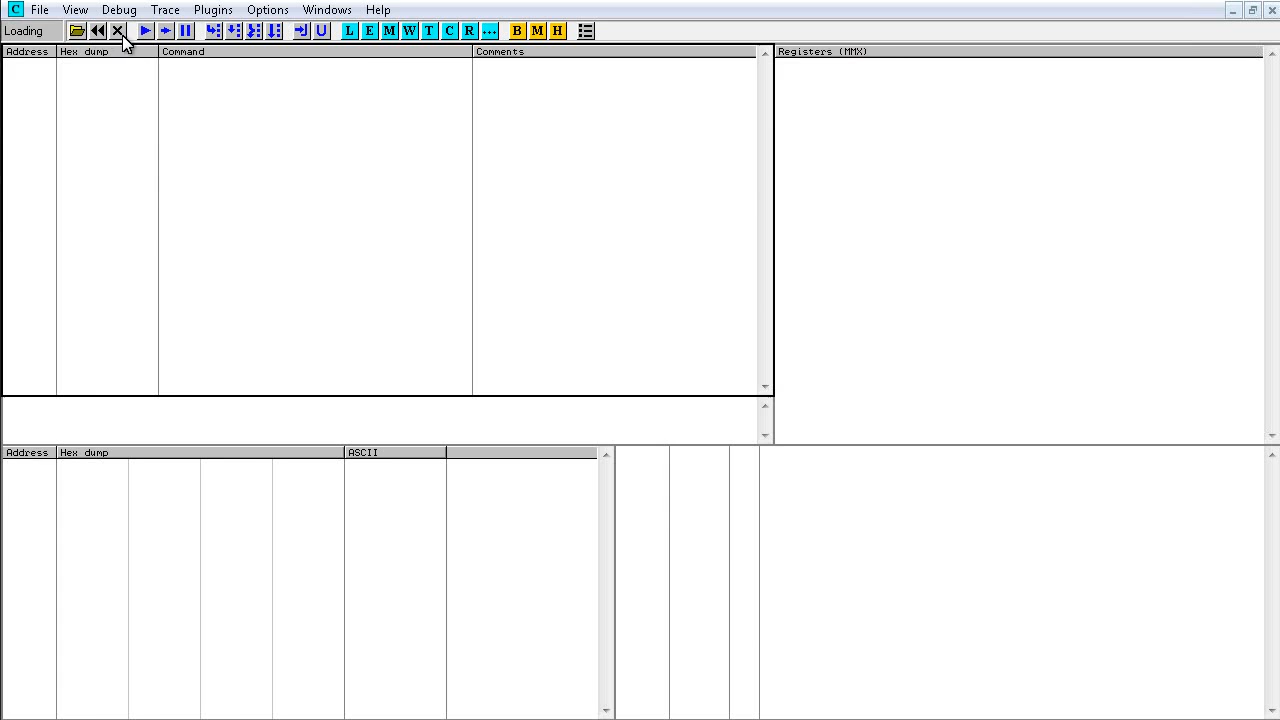 C File View Debug Trace Plugins Options Windows Help
Loading L E M W T C R ... B M H
Address Hex dump Command Comments Registers (MMX)
Address Hex dump ASCII